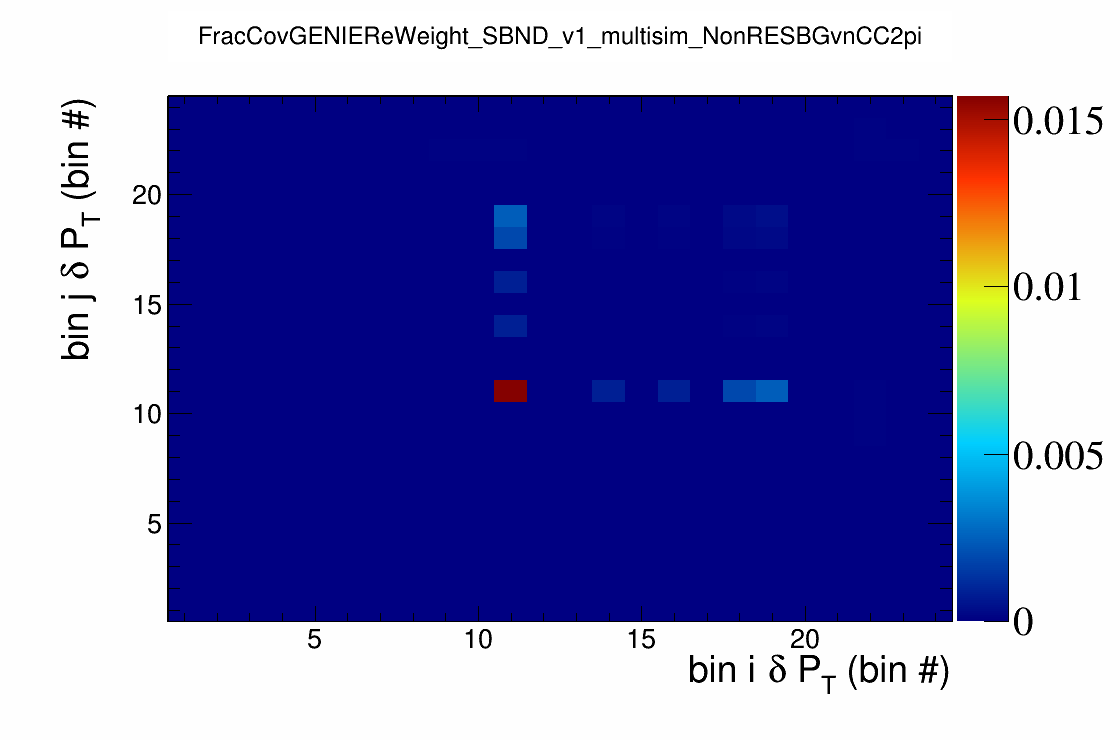 FracCovGENIEReWeight_SBND_v1_multisim_NonRESBGvnCC2pi
bin j δ P_T (bin #)
20
15
10
5
0.015
0.01
0.005
0
5 10 15 20
bin i δ P_T (bin #)